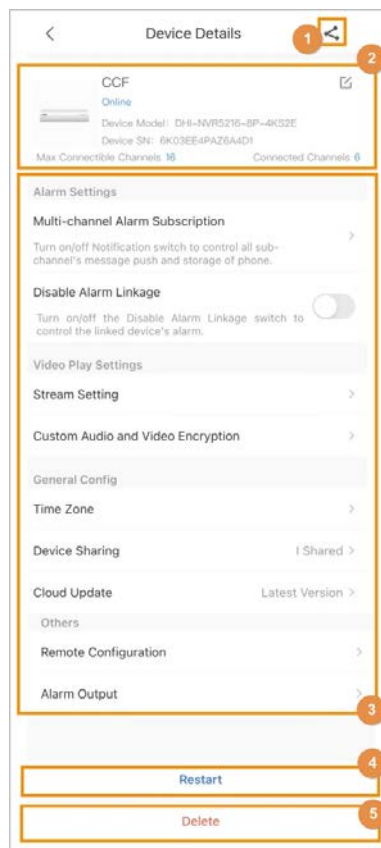 Device Details
1
2
CCF
Online
Device Model: DHI-NVR5216-8P-4KS2E
Device SN: 6K03EE4PAZ6A4D1
Max Connectible Channels 16 Connected Channels 6
Alarm Settings
Multi-channel Alarm Subscription
Turn on/off Notification switch to control all sub-
channel's message push and storage of phone.
Disable Alarm Linkage
Turn on/off the Disable Alarm Linkage switch to
control the linked device's alarm.
Video Play Settings
Stream Setting
Custom Audio and Video Encryption
General Config
Time Zone
Device Sharing I Shared
Cloud Update Latest Version
Others
Remote Configuration
Alarm Output
3
4
Restart
5
Delete